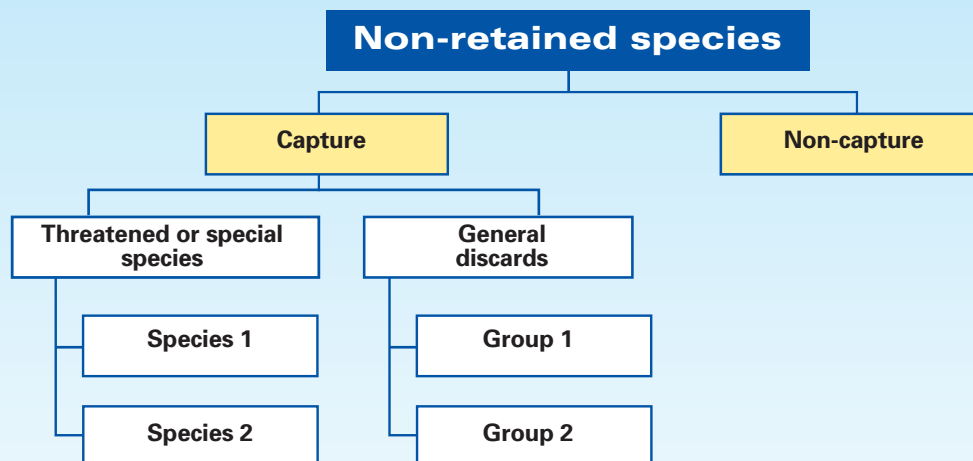 Non-retained species
Capture
Non-capture
Threatened or special
species
General
discards
Species 1
Group 1
Species 2
Group 2